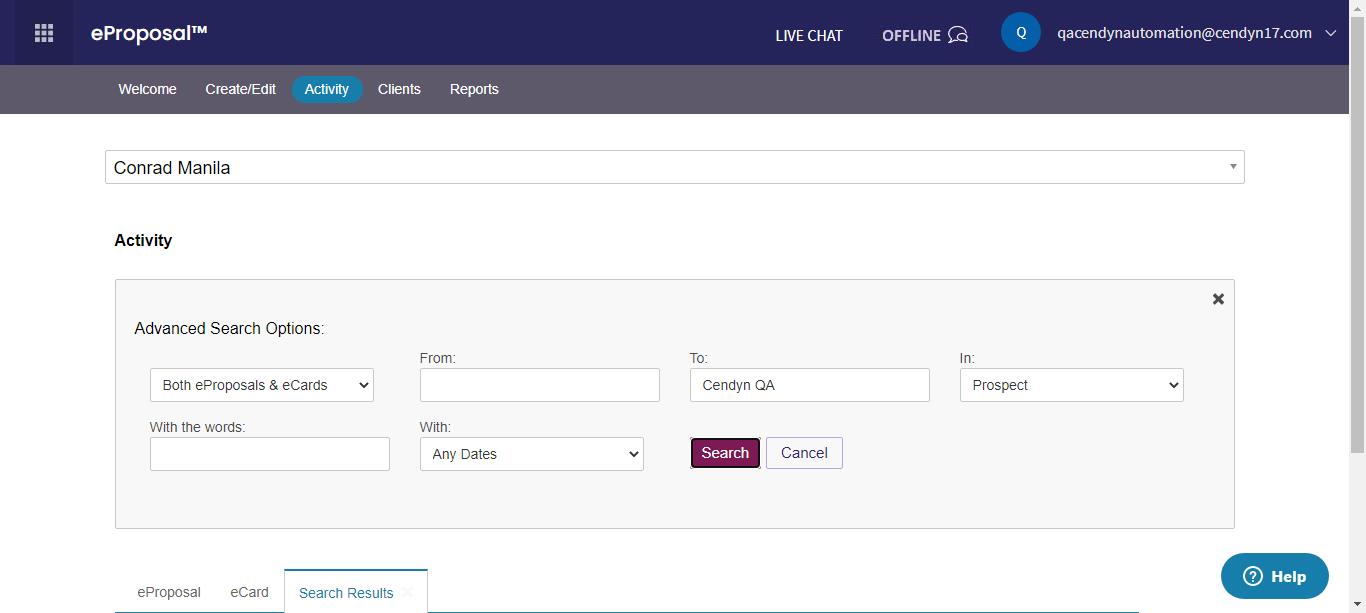 eProposal™
LIVE CHAT
OFFLINE
Q
qacendynautomation@cendyn17.com
Welcome
Create/Edit
Activity
Clients
Reports
Conrad Manila
Activity
Advanced Search Options:
Both eProposals & eCards
From:
To:
Cendyn QA
In:
Prospect
With the words:
With:
Any Dates
Search
Cancel
eProposal
eCard
Search Results
Help